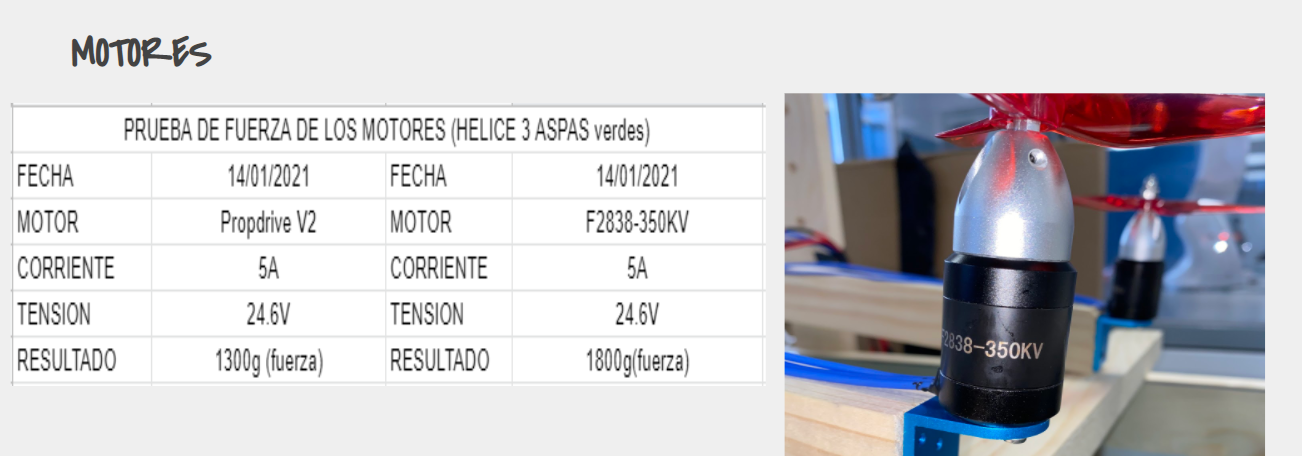 MOTORES
PRUEBA DE FUERZA DE LOS MOTORES (HELICE 3 ASPAS verdes)
FECHA 14/01/2021 FECHA 14/01/2021
MOTOR Propdrive V2 MOTOR F2838-350KV
CORRIENTE 5A CORRIENTE 5A
TENSION 24.6V TENSION 24.6V
RESULTADO 1300g (fuerza) RESULTADO 1800g(fuerza)
F2838-350KV